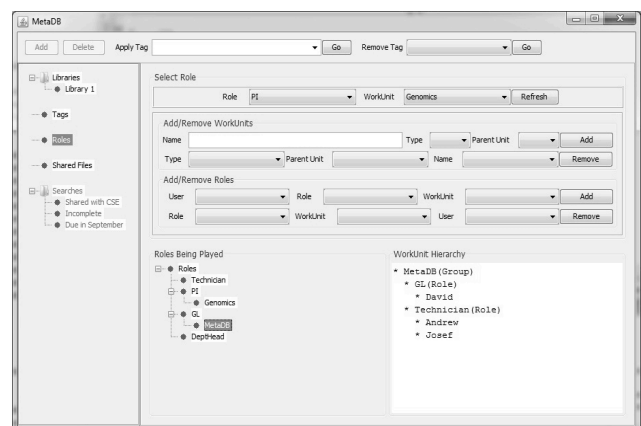 MetaDB
Add Delete Apply Tag Go Remove Tag Go
Libraries
Library 1
Tags
Roles
Shared Files
Searches
Shared with CSE
Incomplete
Due in September
Select Role
Role PI WorkUnit Genomics Refresh
Add/Remove WorkUnits
Name Type Parent Unit Add
Type Parent Unit Name Remove
Add/Remove Roles
User Role WorkUnit Add
Role WorkUnit User Remove
Roles Being Played
Roles
Technician
PI
Genomics
GL
MetaDB
DeptHead
WorkUnit Hierarchy
* MetaDB(Group)
* GL(Role)
* David
* Technician(Role)
* Andrew
* Josef